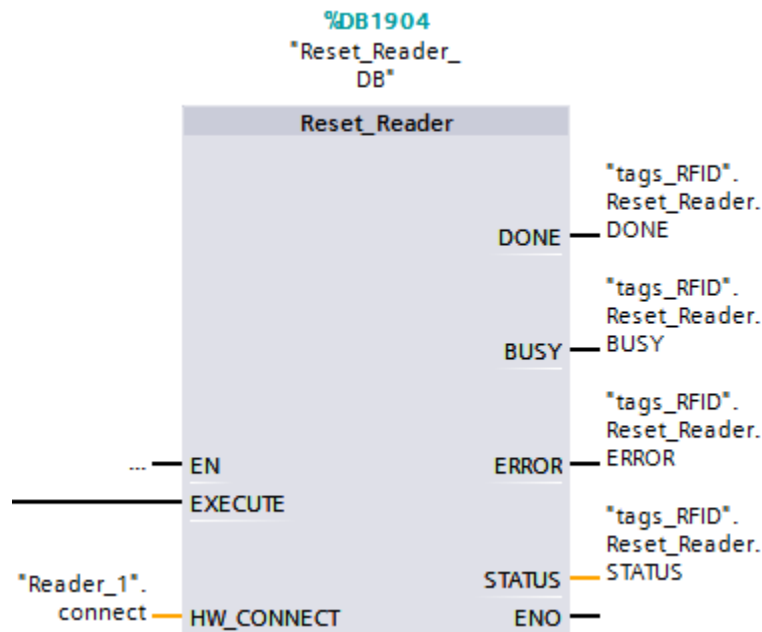 %DB1904
"Reset_Reader_
DB"
Reset_Reader
"tags_RFID".
Reset_Reader.
DONE
DONE
"tags_RFID".
Reset_Reader.
BUSY
BUSY
"tags_RFID".
Reset_Reader.
ERROR
ERROR
... EN
EXECUTE
"tags_RFID".
Reset_Reader.
STATUS
STATUS
"Reader_1".
connect
HW_CONNECT
ENO